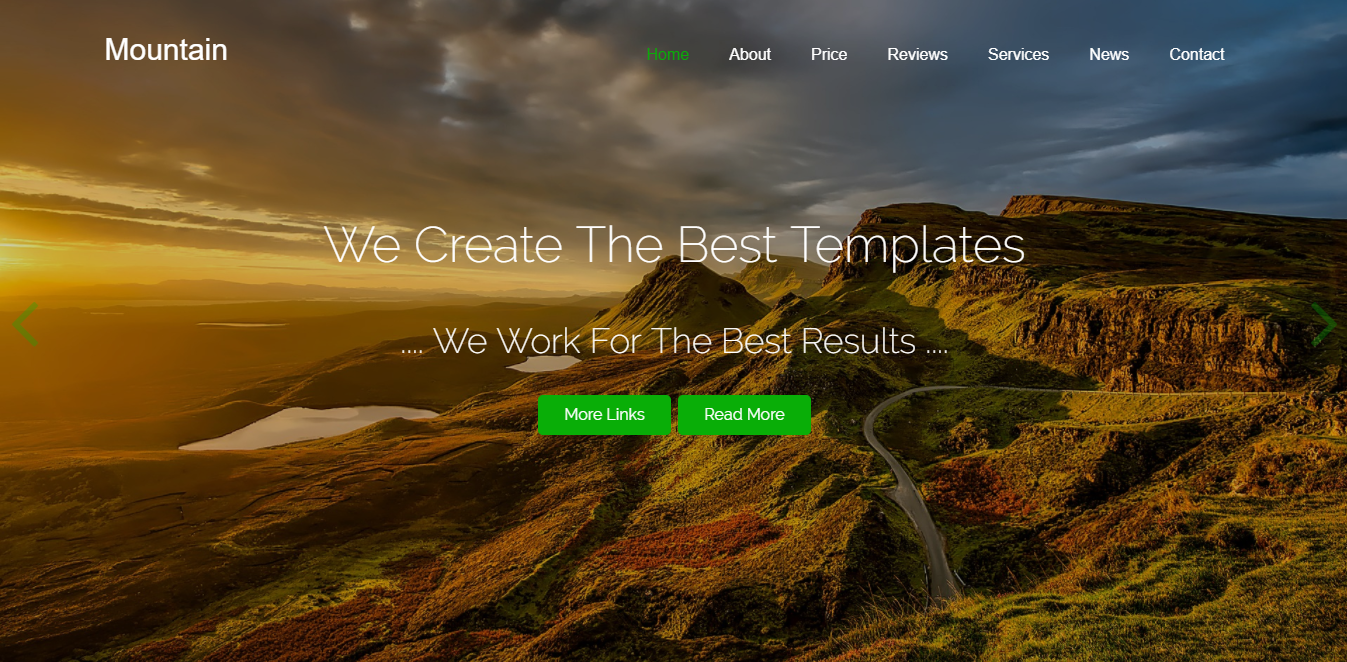 Mountain
Home About Price Reviews Services News Contact
We Create The Best Templates
.... We Work For The Best Results ....
More Links Read More